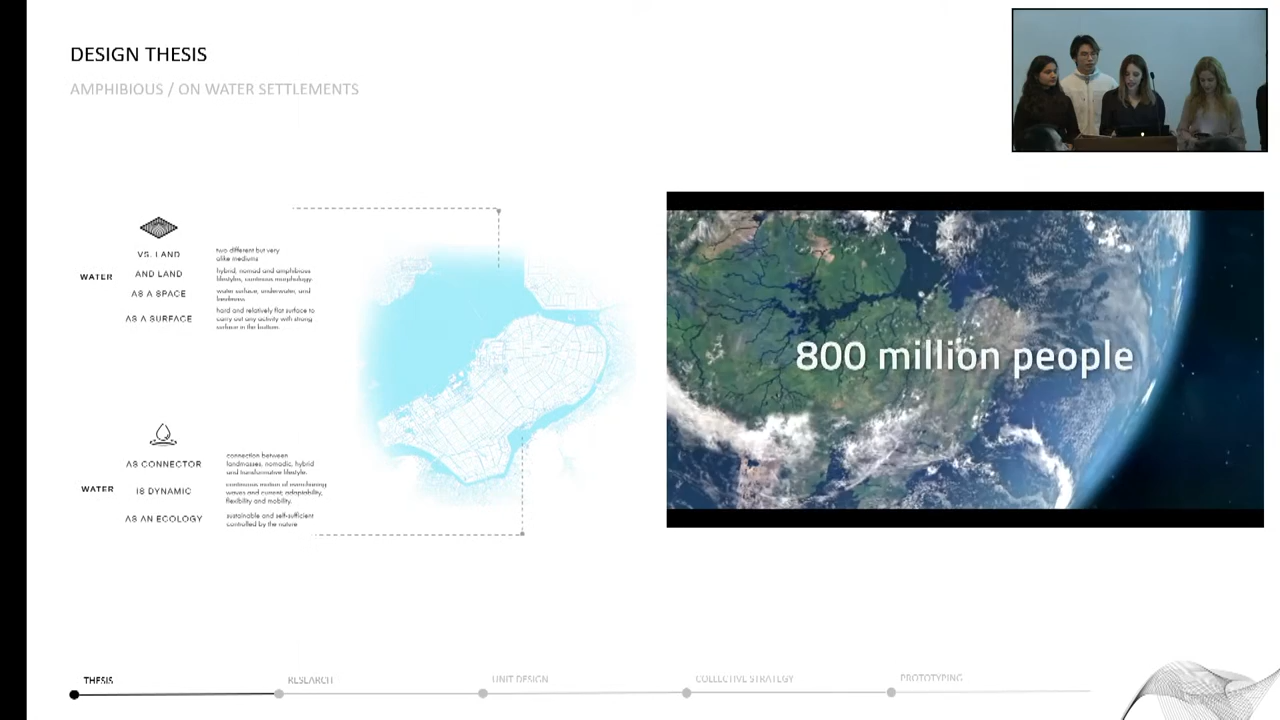 DESIGN THESIS
AMPHIBIOUS / ON WATER SETTLEMENTS
WATER
VS. LAND
two different but very
alike mediums
AND LAND
hybrid, nomad and amphibious
lifestyles, continous morphology.
AS A SPACE
water surface, underwater, and
AS A SURFACE
hard and relatively flat surface to
carry out any activity with strong
surface in the bottom.
800 million people
WATER
AS CONNECTOR
connection between
landmasses, nomadic, hybrid
and transformative lifestyle.
IS DYNAMIC
continuous motion of
waves and current, adaptability,
flexibility and mobility.
AS AN ECOLOGY
sustainable and self-sufficient
controlled by the nature
THESIS
RESEARCH
UNIT DESIGN
COLLECTIVE STRATEGY
PROTOTYPING